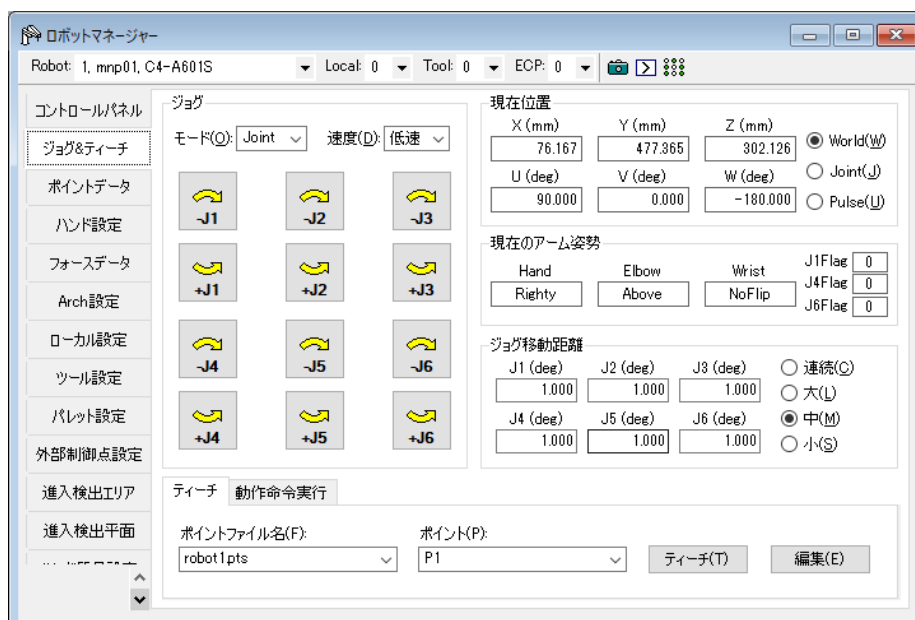 ロボットマネージャー
Robot: 1, mnp01, C4-A601S Local: 0 Tool: 0 ECP: 0
コントロールパネル
ジョグ&ティーチ
ポイントデータ
ハンド設定
フォースデータ
Arch設定
ローカル設定
ツール設定
パレット設定
外部制御点設定
進入検出エリア
進入検出平面
ジョグ
モード(O): Joint 速度(D): 低速
-J1 -J2 -J3
+J1 +J2 +J3
-J4 -J5 -J6
+J4 +J5 +J6
現在位置
X (mm) Y (mm) Z (mm)
76.167 477.365 302.126
U (deg) V (deg) W (deg)
90.000 0.000 -180.000
World(W)
Joint(J)
Pulse(U)
現在のアーム姿勢
Hand Elbow Wrist
Righty Above NoFlip
J1Flag 0
J4Flag 0
J6Flag 0
ジョグ移動距離
J1 (deg) J2 (deg) J3 (deg)
1.000 1.000 1.000
J4 (deg) J5 (deg) J6 (deg)
1.000 1.000 1.000
連続(C)
大(L)
中(M)
小(S)
ティーチ 動作命令実行
ポイントファイル名(F): ポイント(P):
robot1.pts P1 ティーチ(T) 編集(E)